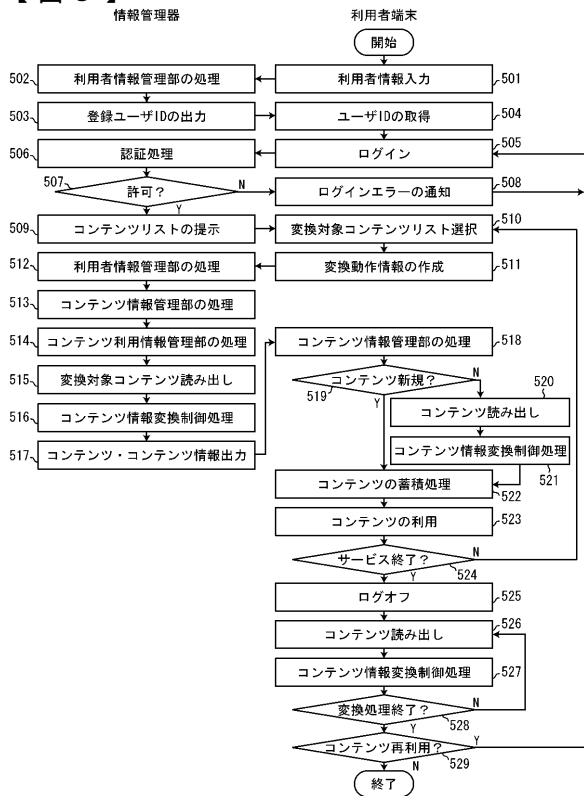 【図5】
情報管理器 利用者端末
開始
502 利用者情報管理部の処理 利用者情報入力 501
503 登録ユーザIDの出力 ユーザIDの取得 504
505
506 認証処理 ログイン
507 許可? N ログインエラーの通知 508
Y
509 コンテンツリストの提示 変換対象コンテンツリスト選択 510
512 利用者情報管理部の処理 変換動作情報の作成 511
513 コンテンツ情報管理部の処理
514 コンテンツ利用情報管理部の処理 コンテンツ情報管理部の処理 518
515 変換対象コンテンツ読み出し コンテンツ新規? N 520
519 Y
516 コンテンツ情報変換制御処理 コンテンツ読み出し
517 コンテンツ・コンテンツ情報出力 コンテンツ情報変換制御処理
521
コンテンツの蓄積処理 522
コンテンツの利用 523
サービス終了? N
Y 524
ログオフ 525
コンテンツ読み出し 526
コンテンツ情報変換制御処理 527
変換処理終了? N
Y 528
コンテンツ再利用? Y
N 529
終了